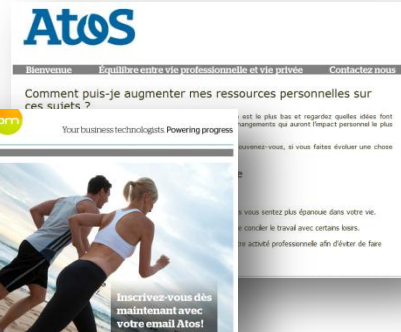 Atos
Bienvenue Équilibre entre vie professionnelle et vie privée Contactez nous
Comment puis-je augmenter mes ressources personnelles sur
ces sujets ?
est le plus bas et regardez quelles idées font
hangements qui auront l'impact personnel le plus
ouvenez-vous, si vous faites évoluer une chose
e
s vous sentez plus épanouie dans votre vie.
e concilier le travail avec certains loisirs.
re activité professionnelle afin d'éviter de faire
orn
Your business technologists. Powering progress
Inscrivez-vous dès
maintenant avec
votre email Atos!